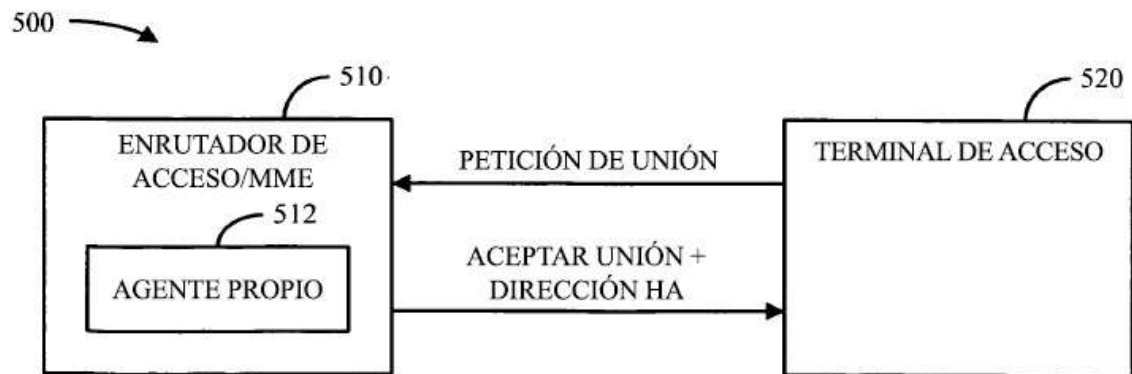 500
510
520
ENRUTADOR DE
ACCESO/MME
512
AGENTE PROPIO
PETICIÓN DE UNIÓN
ACEPTAR UNIÓN +
DIRECCIÓN HA
TERMINAL DE ACCESO